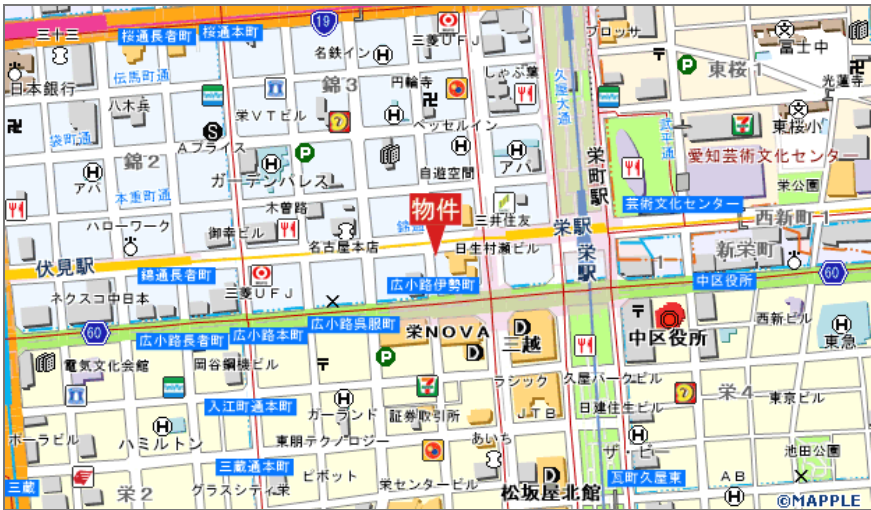 三十三
桜通長者町
桜通本町
19
三菱UFJ
ブロッサ
冨士中
名鉄イン
日本銀行
伝馬町通
錦3
円輪寺
しゃぶ葉
久屋大通
東桜1
光蓮寺
八木兵
栄VTビル
ベッセルイン
武平通
東桜小
袋町通
Aプライス
錦2
愛知芸術文化センター
アパ
ガーデンパレス
自遊空間
アパ
栄町駅
栄公園
本重町通
木曽路
物件
芸術文化センター
ハローワーク
御幸ビル
錦通
三井住友
西新町1
名古屋本店
日生村瀬ビル
栄駅
栄駅
新栄町
伏見駅
錦通長者町
1
60
ネクスコ中日本
三菱UFJ
広小路伊勢町
中区役所
60
広小路長者町
広小路本町
広小路呉服町
栄NOVA
三越
中区役所
西新ビル
東急
電気文化会館
岡谷鋼機ビル
ラシック
久屋パークビル
栄4
東京ビル
入江町通本町
ガーランド
証券取引所
JTB
日建住生ビル
ポーラビル
ハミルトン
東朋テクノロジー
あいち
ザ・ビー
池田公園
三蔵
三蔵通本町
ピボット
瓦町久屋東
AB
栄2
グラスシティ栄
栄センタービル
松坂屋北館
©MAPPLE